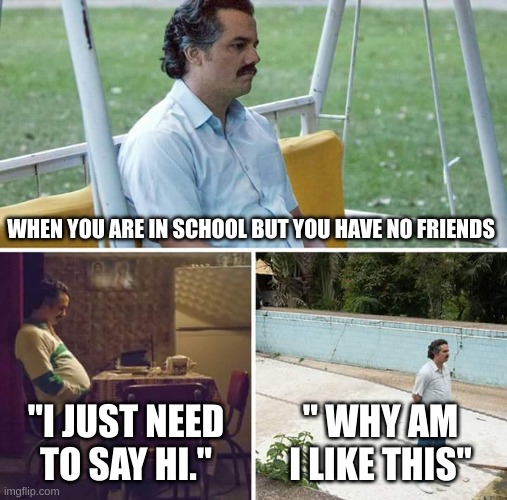 WHEN YOU ARE IN SCHOOL BUT YOU HAVE NO FRIENDS
"I JUST NEED
TO SAY HI."
" WHY AM
I LIKE THIS"
imgflip.com